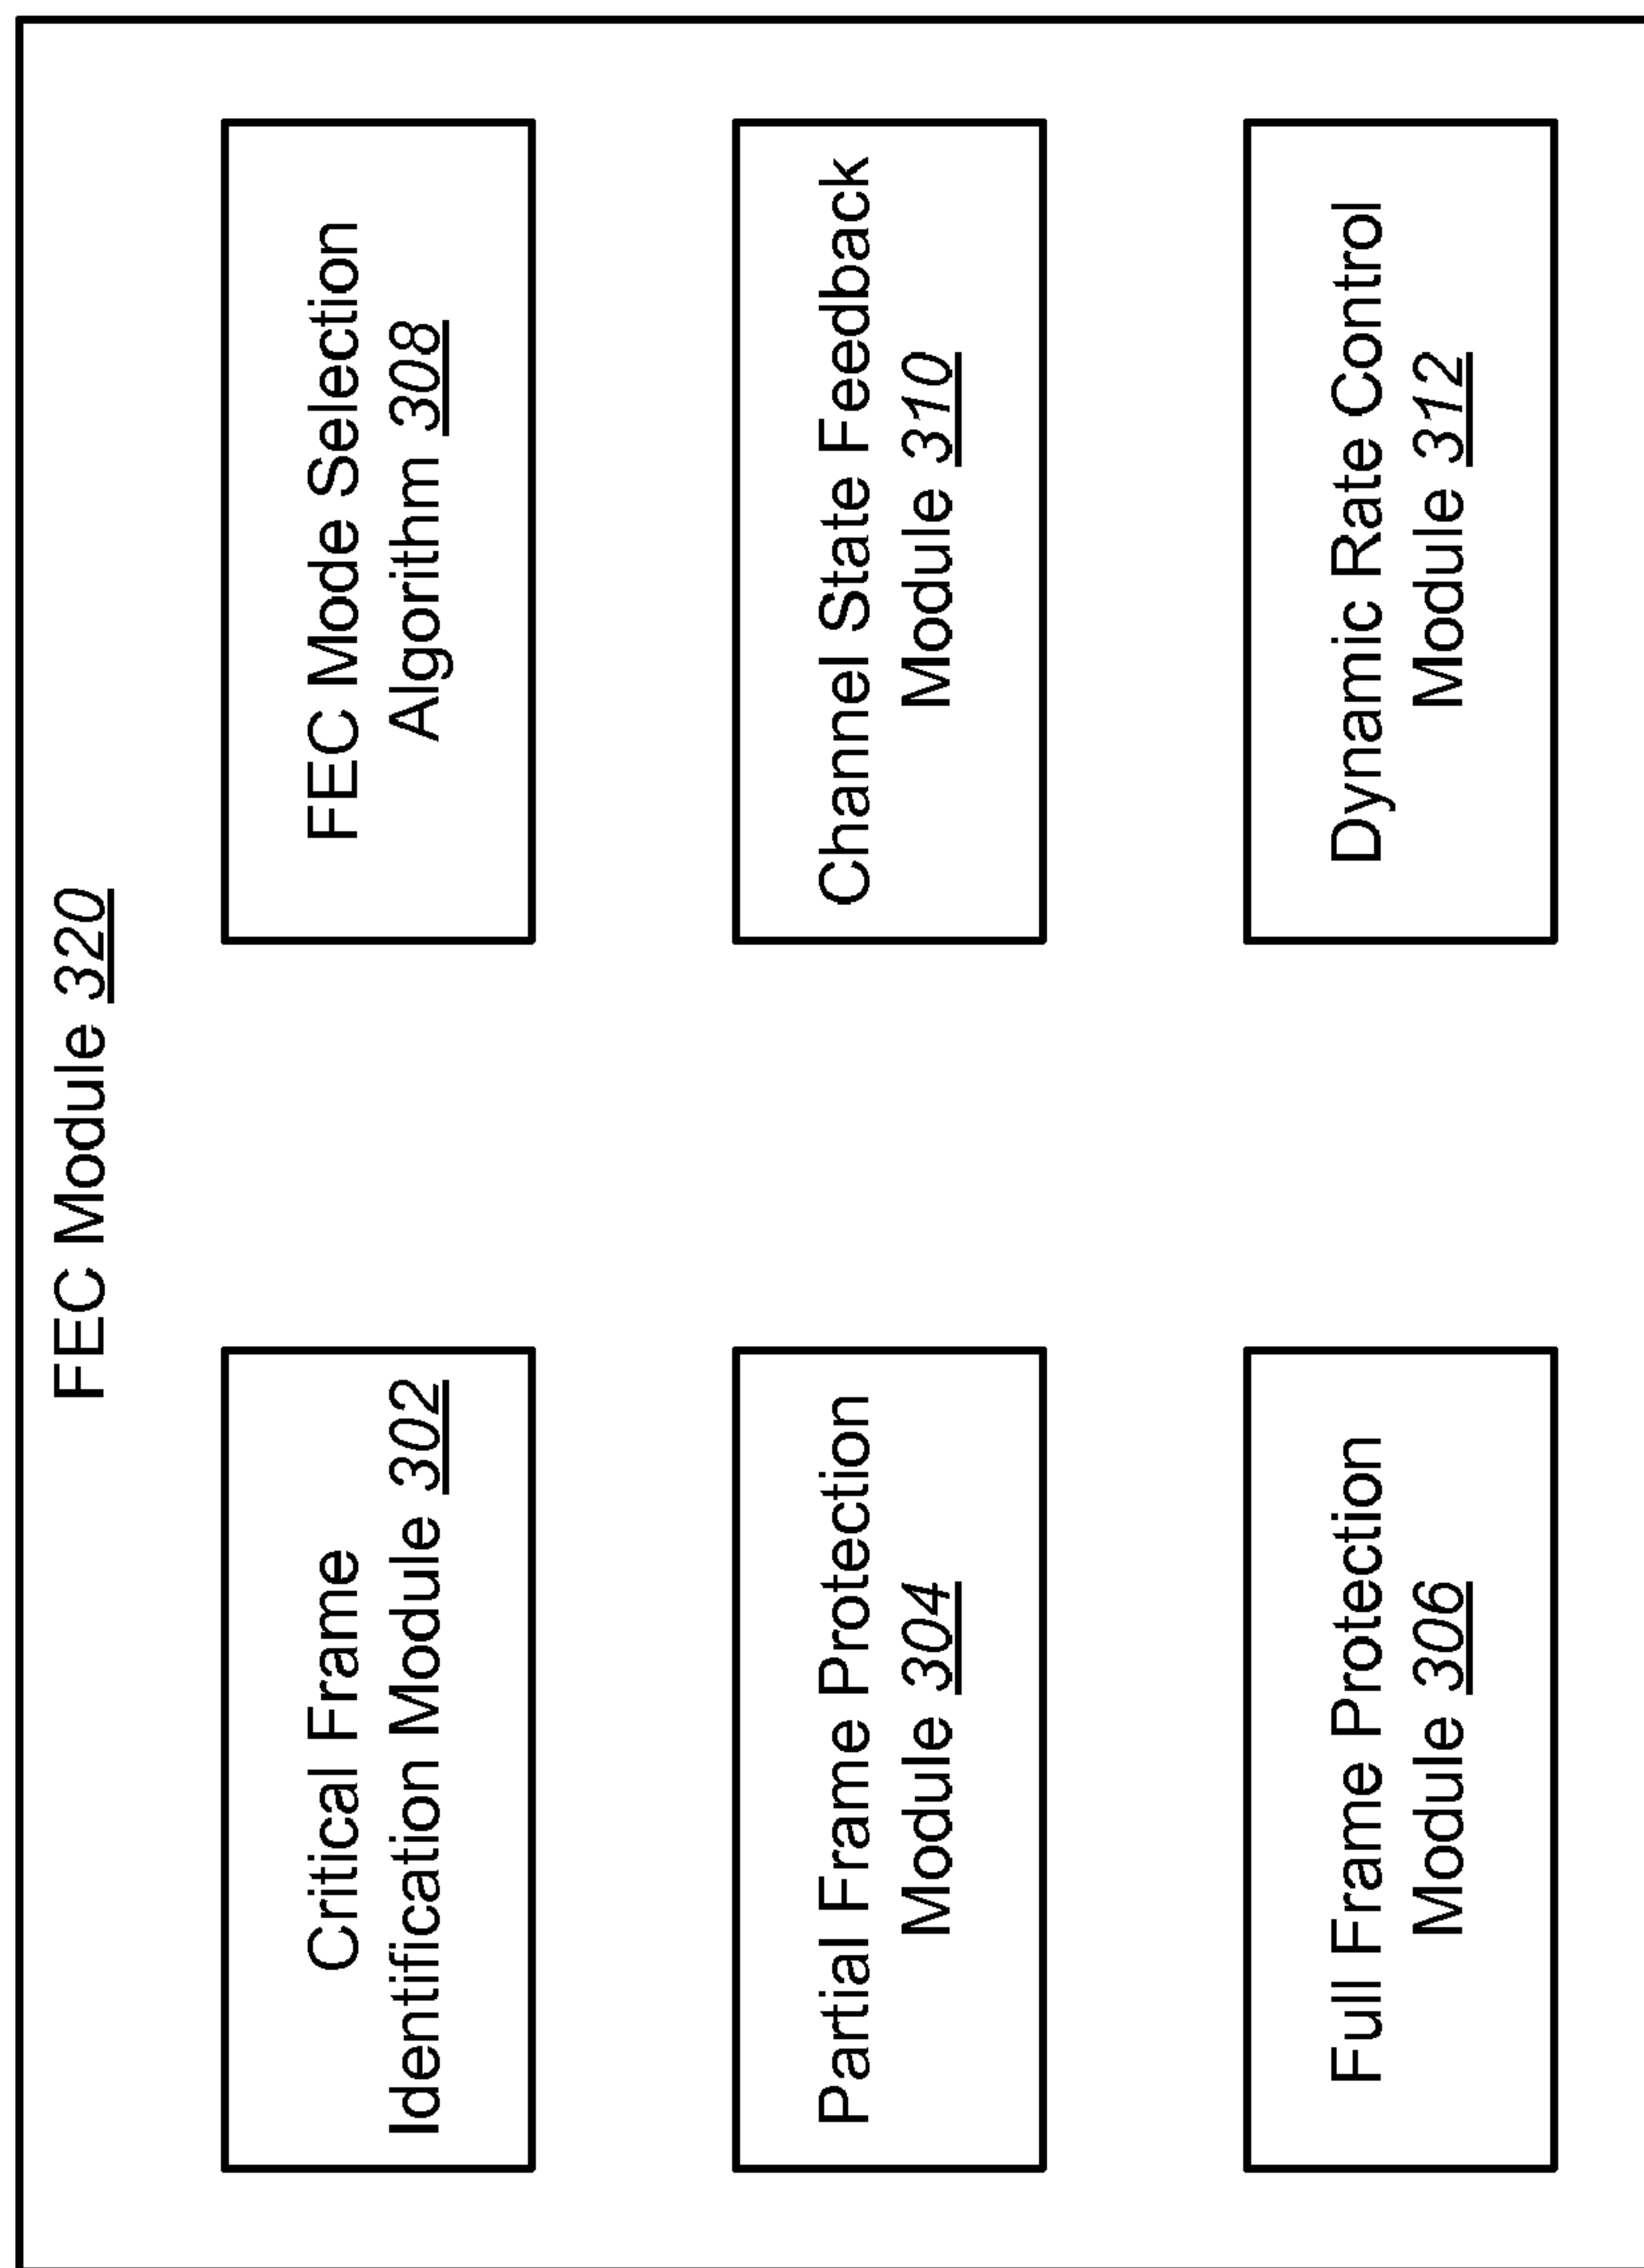 FEC Module 320
Critical Frame
Identification Module 302
FEC Mode Selection
Algorithm 308
Partial Frame Protection
Module 304
Channel State Feedback
Module 310
Full Frame Protection
Module 306
Dynamic Rate Control
Module 312